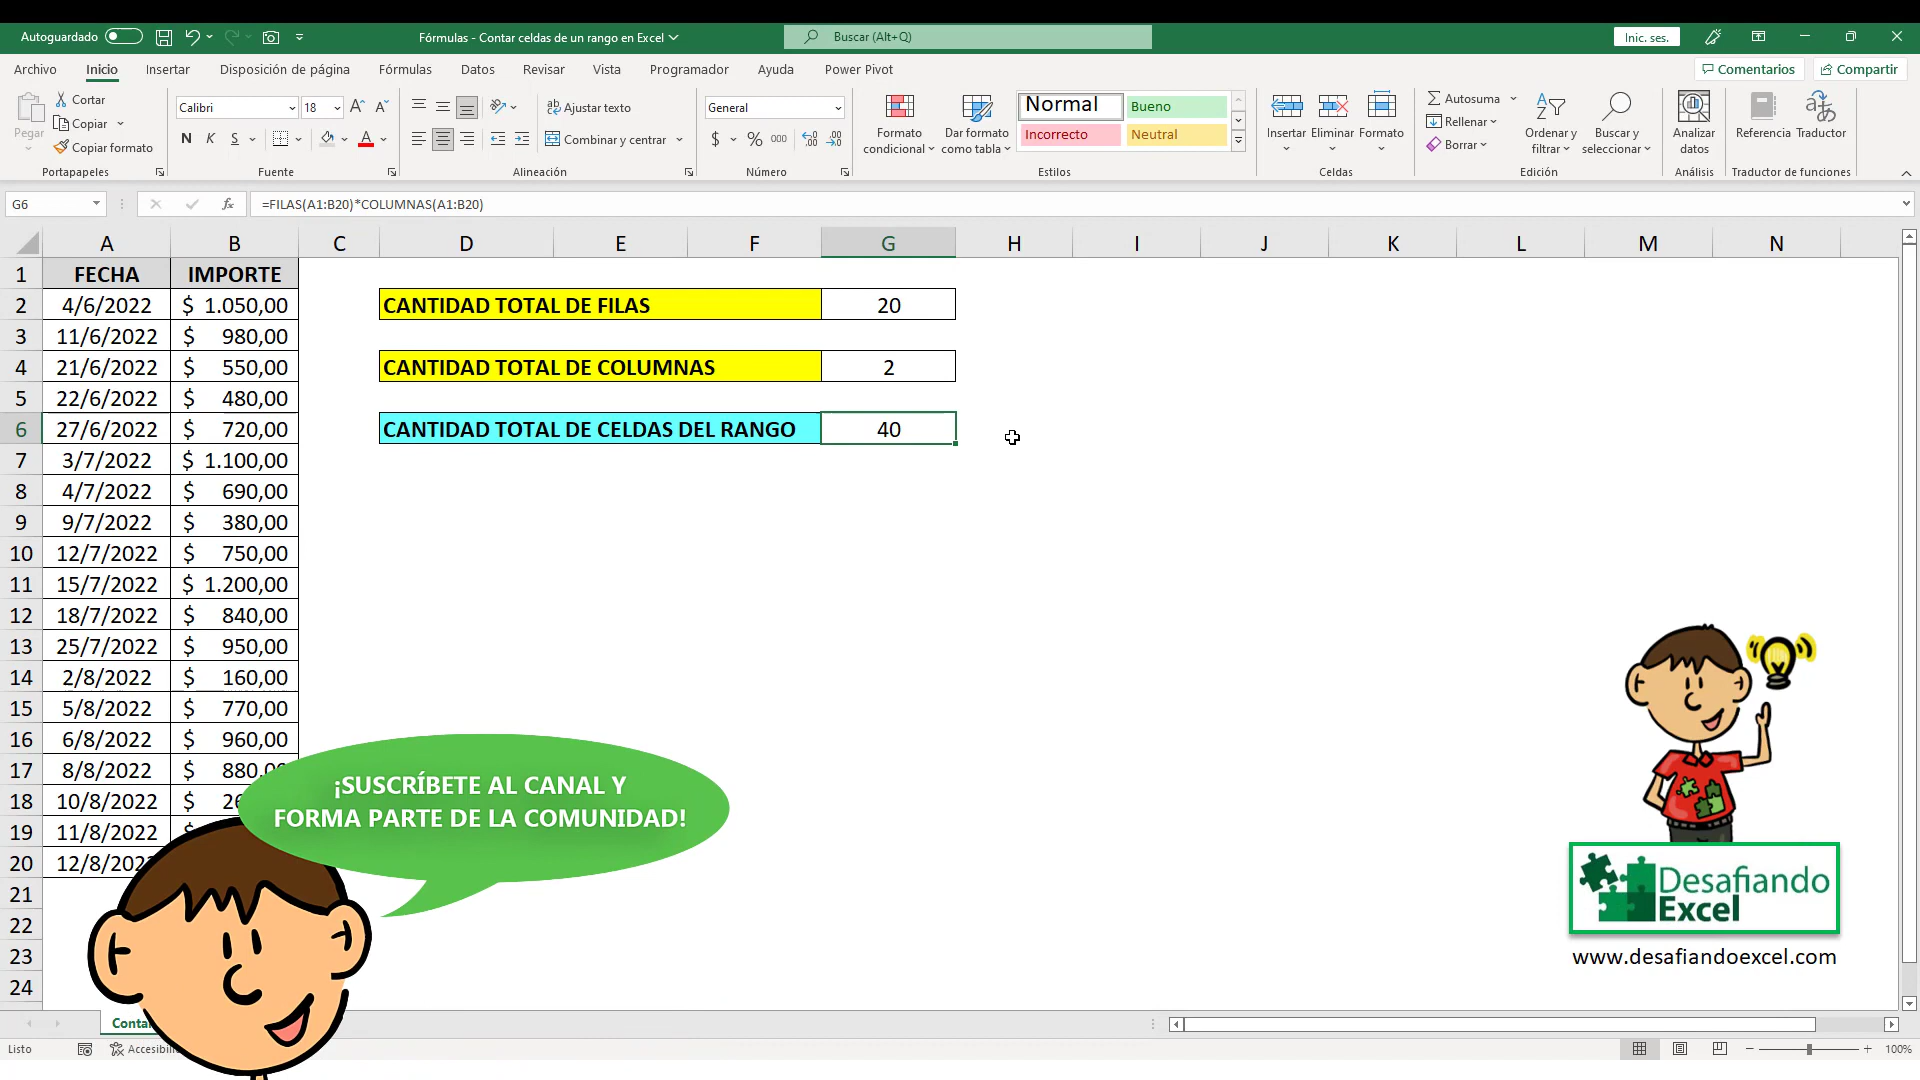 Autoguardado
Fórmulas - Contar celdas de un rango en Excel
Buscar (Alt+Q)
Inic. ses.
Archivo Inicio Insertar Disposición de página Fórmulas Datos Revisar Vista Programador Ayuda Power Pivot
Comentarios Compartir
Pegar
Cortar
Copiar
Copiar formato
Portapapeles
Calibri 18
N K S
Fuente
Ajustar texto
Combinar y centrar
Alineación
General
$ % 000
Número
Formato condicional
Dar formato como tabla
Normal Bueno
Incorrecto Neutral
Estilos
Insertar Eliminar Formato
Celdas
Autosuma
Rellenar
Borrar
Ordenar y filtrar
Buscar y seleccionar
Edición
Analizar datos
Análisis
Referencia Traductor
Traductor de funciones
G6 fx =FILAS(A1:B20)*COLUMNAS(A1:B20)
A B C D E F G H I J K L M N
1 FECHA IMPORTE
2 4/6/2022 $ 1.050,00 CANTIDAD TOTAL DE FILAS 20
3 11/6/2022 $ 980,00
4 21/6/2022 $ 550,00 CANTIDAD TOTAL DE COLUMNAS 2
5 22/6/2022 $ 480,00
6 27/6/2022 $ 720,00 CANTIDAD TOTAL DE CELDAS DEL RANGO 40
7 3/7/2022 $ 1.100,00
8 4/7/2022 $ 690,00
9 9/7/2022 $ 380,00
10 12/7/2022 $ 750,00
11 15/7/2022 $ 1.200,00
12 18/7/2022 $ 840,00
13 25/7/2022 $ 950,00
14 2/8/2022 $ 160,00
15 5/8/2022 $ 770,00
16 6/8/2022 $ 960,00
17 8/8/2022 $ 880,00
18 10/8/2022 $
19 11/8/2022 $
20 12/8/2022
21
22
23
24
¡SUSCRÍBETE AL CANAL Y
FORMA PARTE DE LA COMUNIDAD!
Desafiando
Excel
www.desafiandoexcel.com
Listo
100%